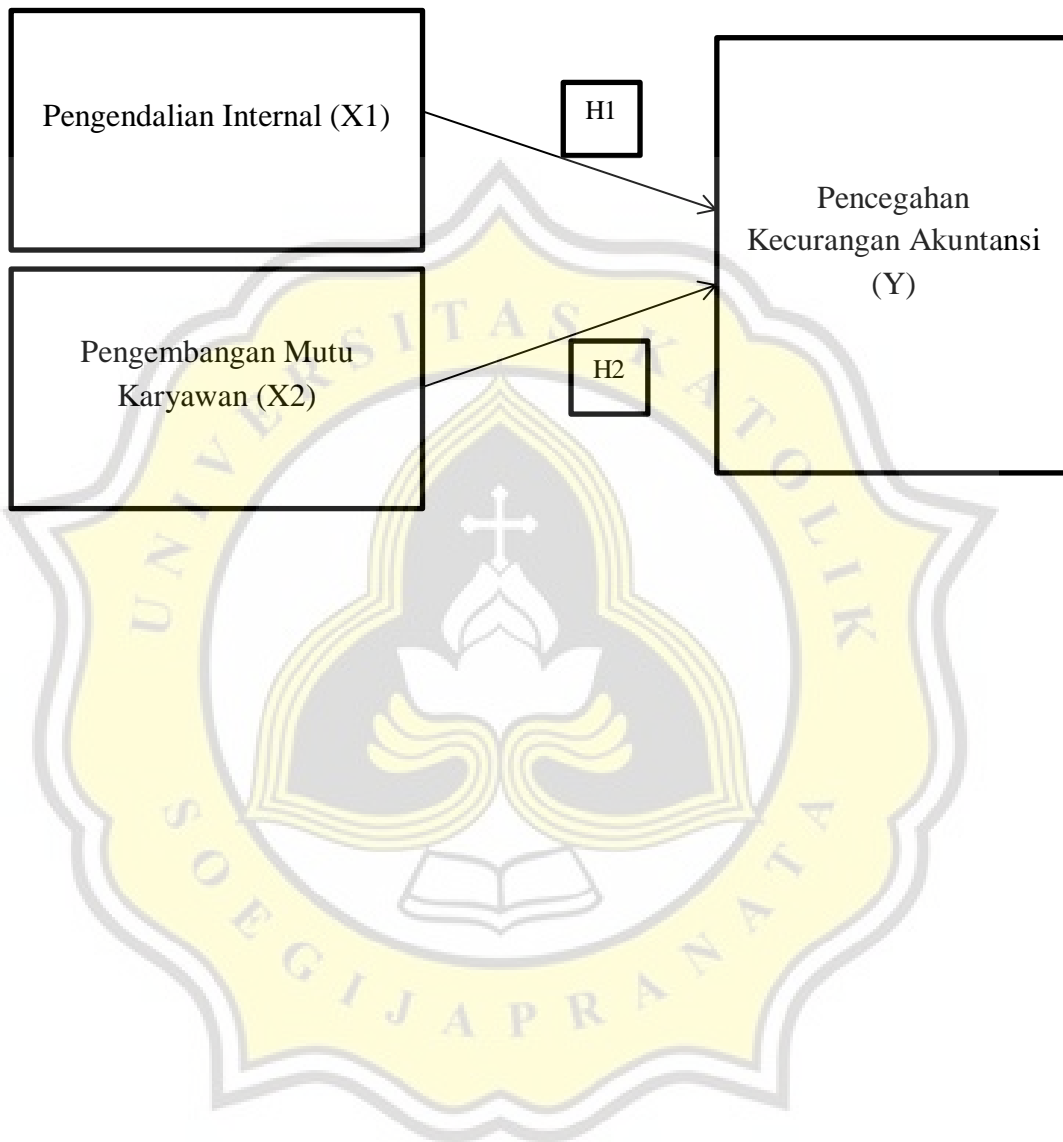 Pengendalian Internal (X1)
H1
Pencegahan
Kecurangan Akuntansi
(Y)
Pengembangan Mutu
Karyawan (X2)
H2
UNIVERSITAS KATOLIK
SOEGIJAPRANATA